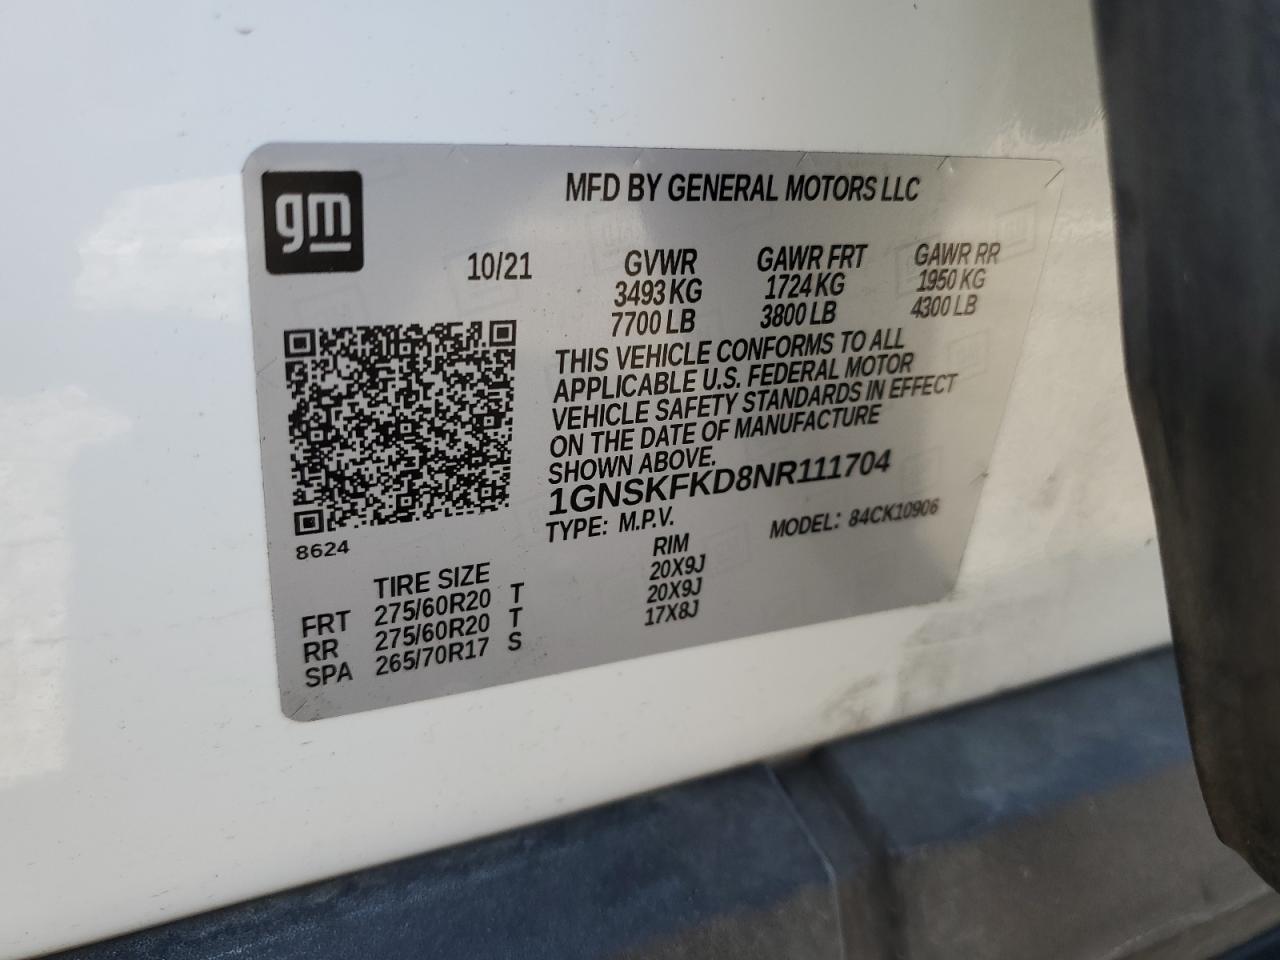 gm
MFD BY GENERAL MOTORS LLC
10/21 GVWR GAWR FRT GAWR RR
3493 KG 1724 KG 1950 KG
7700 LB 3800 LB 4300 LB
THIS VEHICLE CONFORMS TO ALL
APPLICABLE U.S. FEDERAL MOTOR
VEHICLE SAFETY STANDARDS IN EFFECT
ON THE DATE OF MANUFACTURE
SHOWN ABOVE.
1GNSKFKD8NR111704
TYPE: M.P.V. MODEL: 84CK10906
8624
TIRE SIZE RIM
FRT 275/60R20 T 20X9J
RR 275/60R20 T 20X9J
SPA 265/70R17 S 17X8J